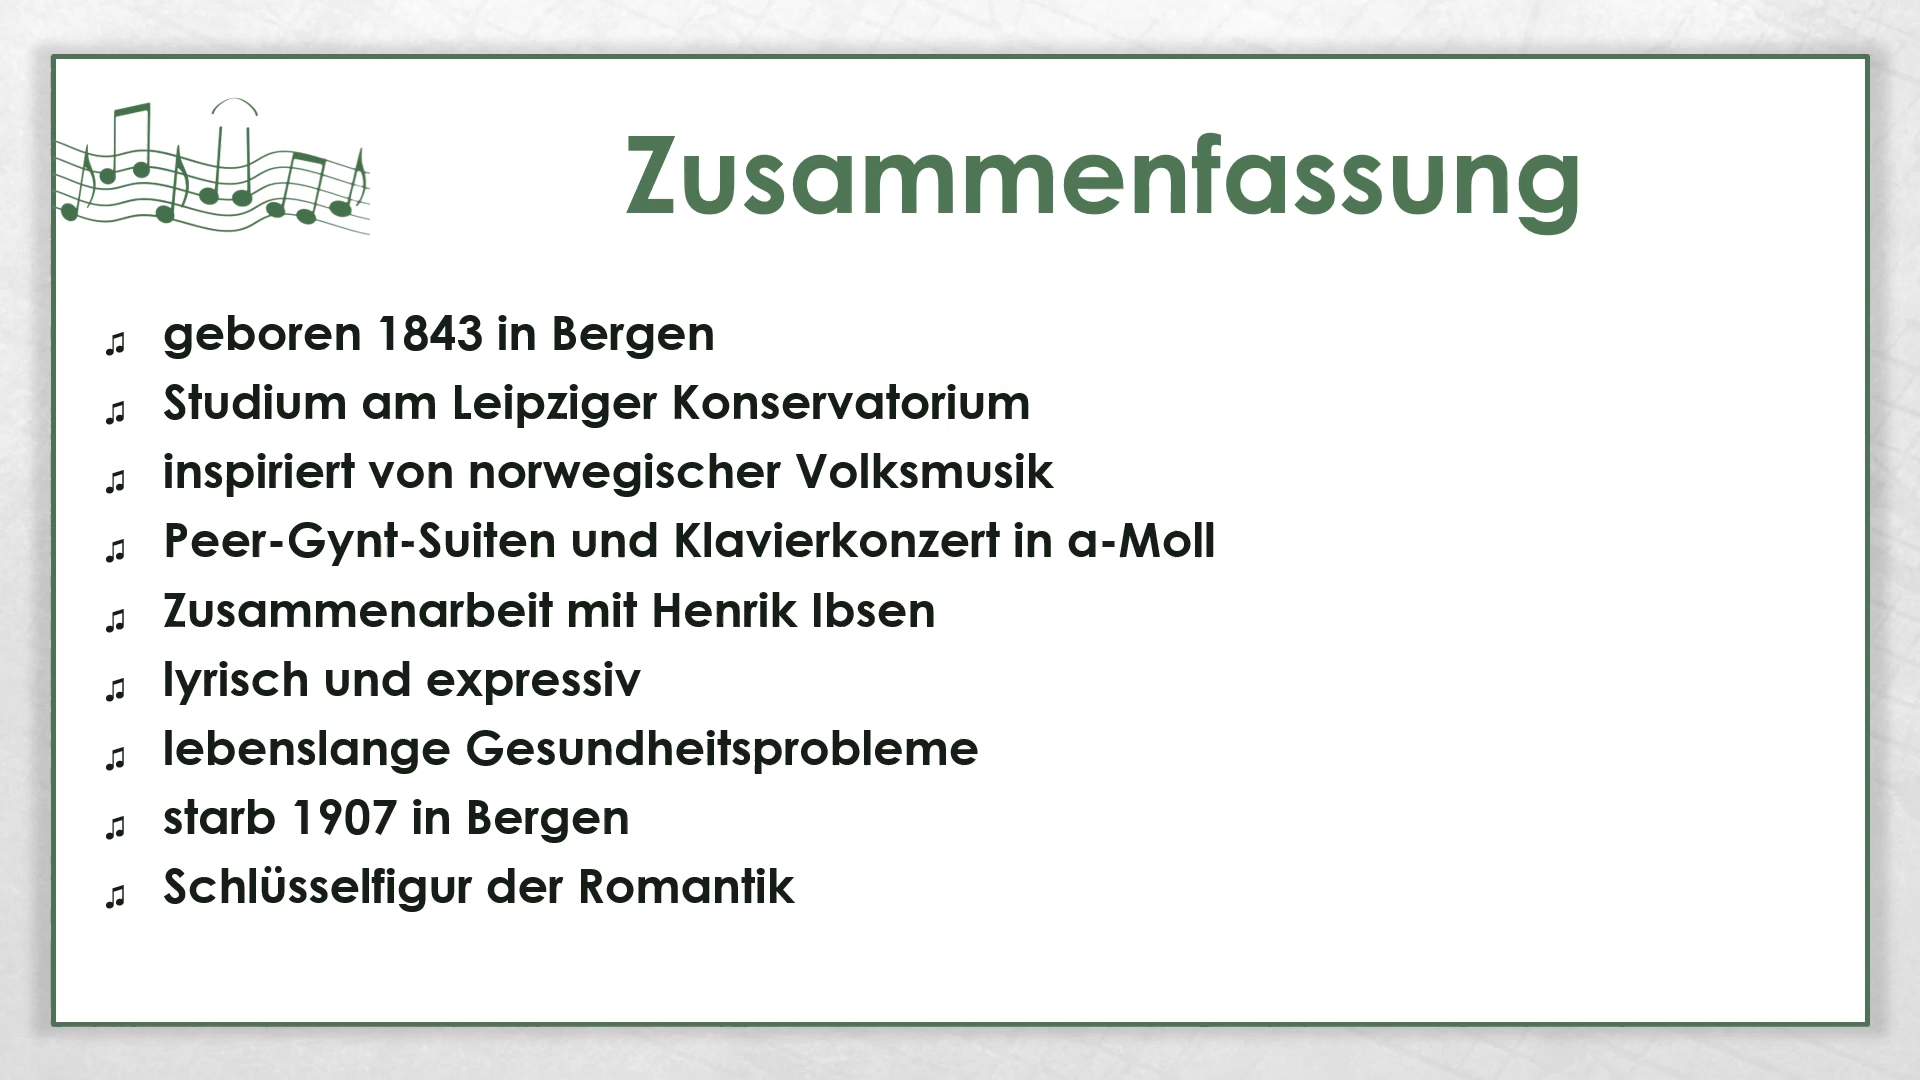 Zusammenfassung
♫ geboren 1843 in Bergen
♫ Studium am Leipziger Konservatorium
♫ inspiriert von norwegischer Volksmusik
♫ Peer-Gynt-Suiten und Klavierkonzert in a-Moll
♫ Zusammenarbeit mit Henrik Ibsen
♫ lyrisch und expressiv
♫ lebenslange Gesundheitsprobleme
♫ starb 1907 in Bergen
♫ Schlüsselfigur der Romantik